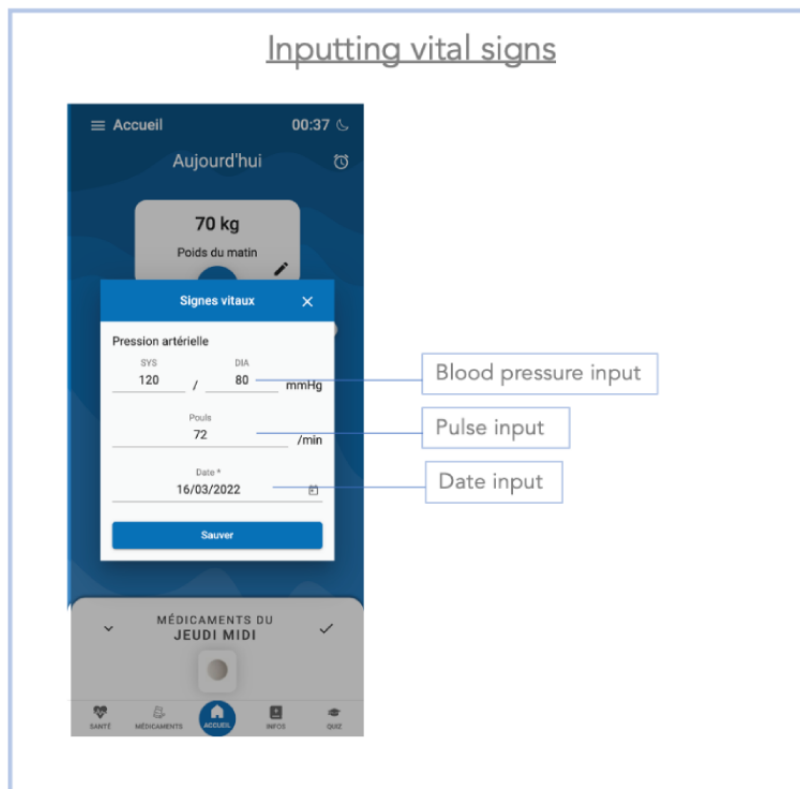 Inputting vital signs
Accueil 00:37
Aujourd'hui
70 kg
Poids du matin
Signes vitaux
Pression artérielle
SYS DIA
120 / 80 mmHg
Blood pressure input
Pouls
72 /min
Pulse input
Date *
16/03/2022
Date input
Sauver
MÉDICAMENTS DU
JEUDI MIDI
SANTÉ MÉDICAMENTS ACCUEIL INFOS QUIZ